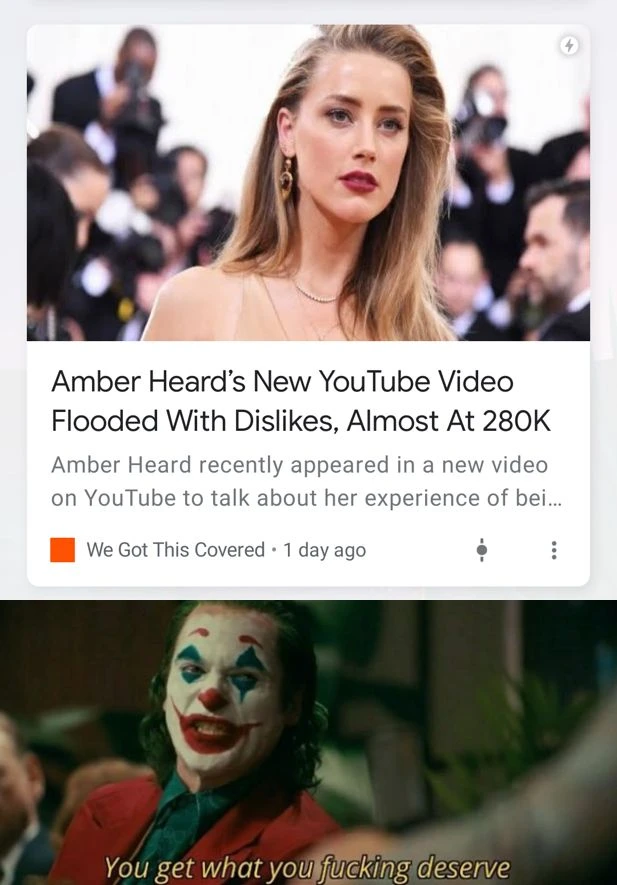 Amber Heard's New YouTube Video
Flooded With Dislikes, Almost At 280K
Amber Heard recently appeared in a new video
on YouTube to talk about her experience of bei...
We Got This Covered • 1 day ago
You get what you fucking deserve